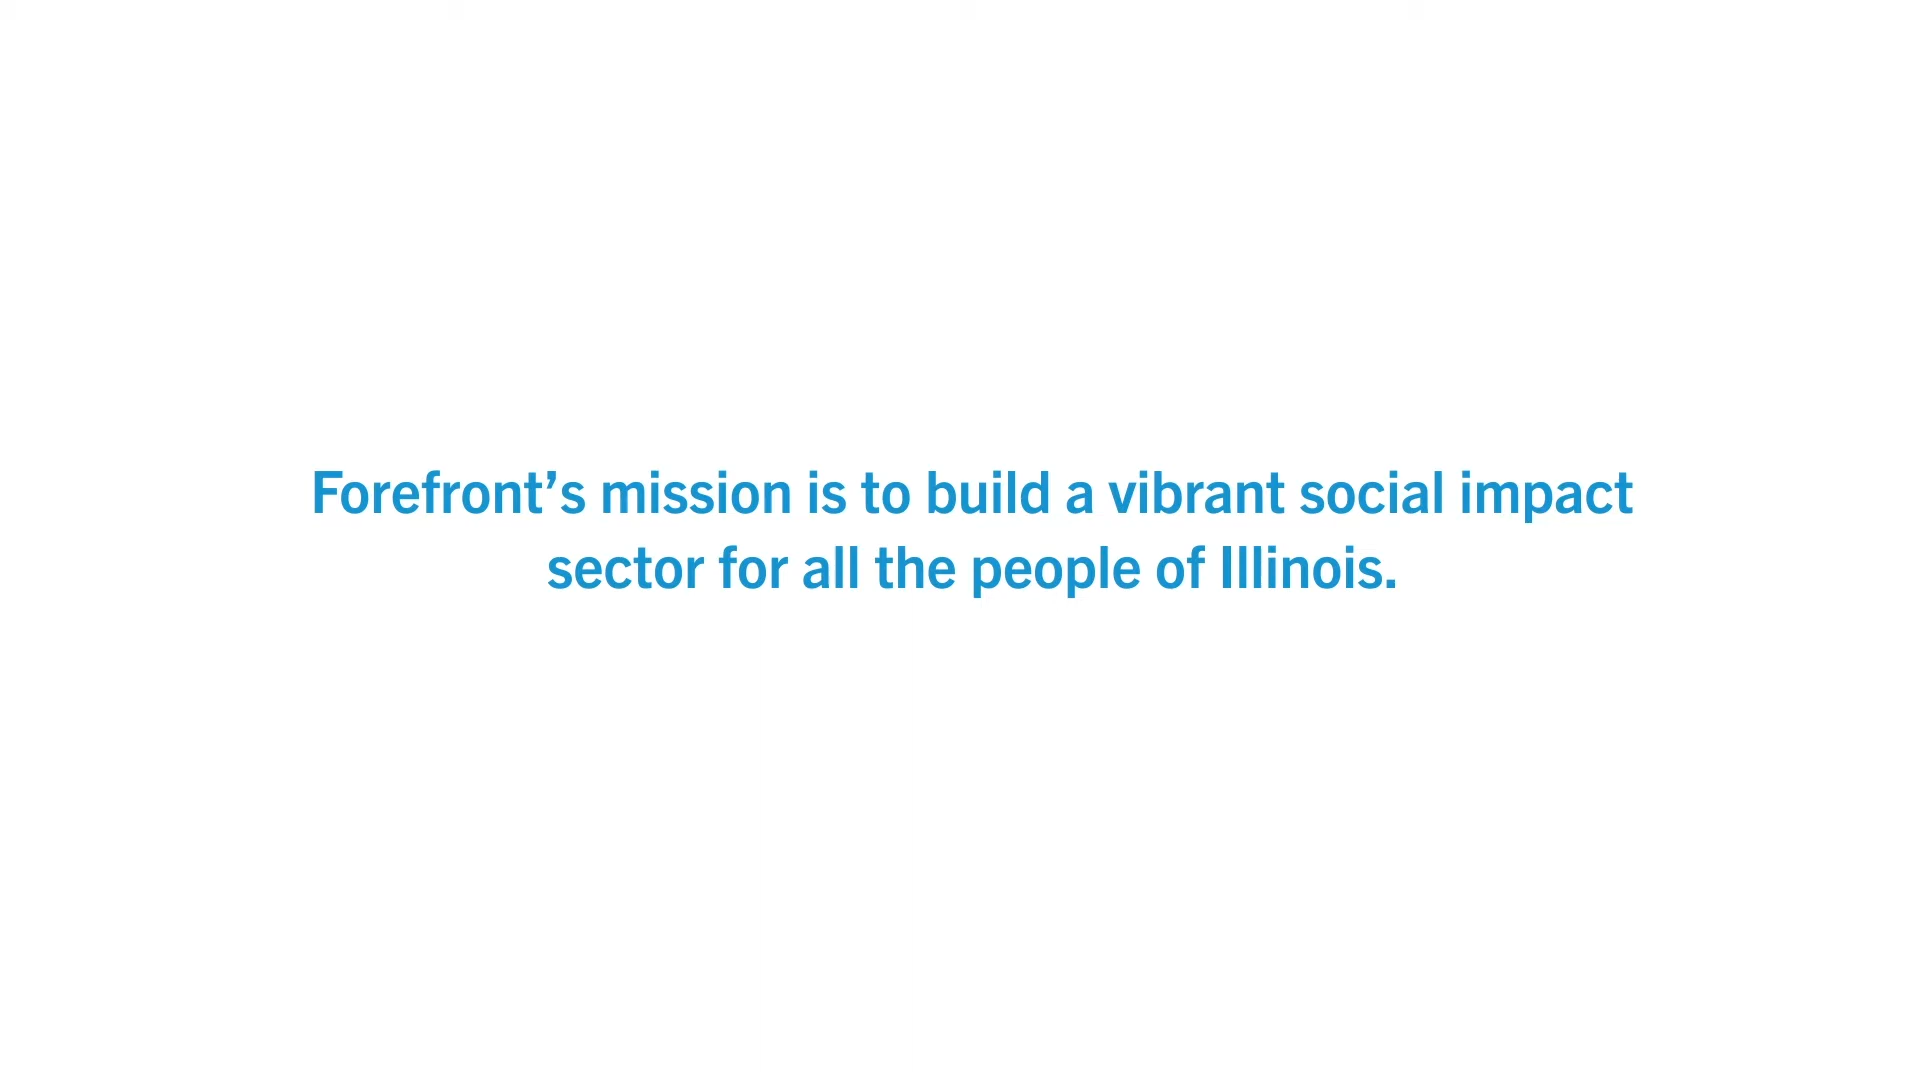 Forefront’s mission is to build a vibrant social impact
sector for all the people of Illinois.